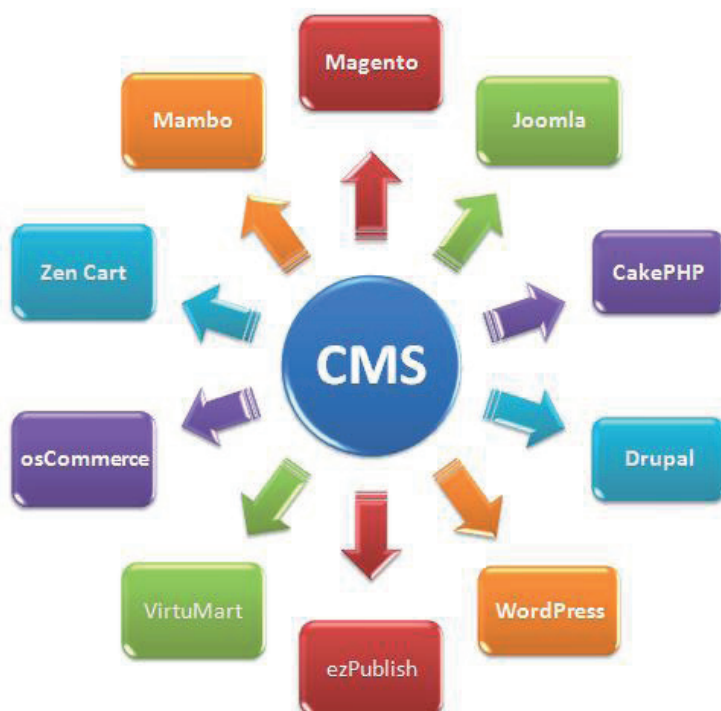 Magento
Joomla
CakePHP
Drupal
WordPress
ezPublish
VirtuMart
osCommerce
Zen Cart
Mambo
CMS